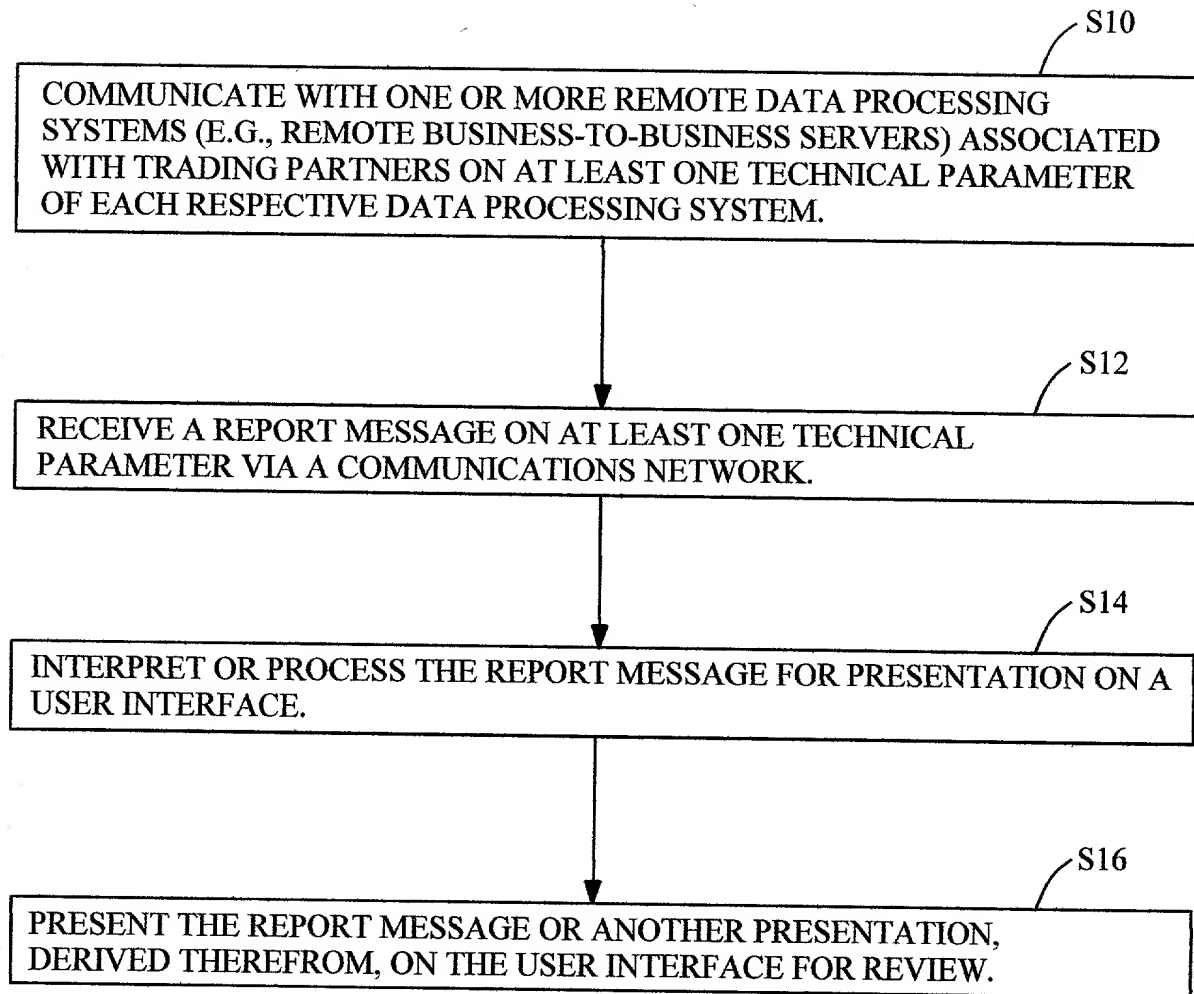 S10
COMMUNICATE WITH ONE OR MORE REMOTE DATA PROCESSING
SYSTEMS (E.G., REMOTE BUSINESS-TO-BUSINESS SERVERS) ASSOCIATED
WITH TRADING PARTNERS ON AT LEAST ONE TECHNICAL PARAMETER
OF EACH RESPECTIVE DATA PROCESSING SYSTEM.
S12
RECEIVE A REPORT MESSAGE ON AT LEAST ONE TECHNICAL
PARAMETER VIA A COMMUNICATIONS NETWORK.
S14
INTERPRET OR PROCESS THE REPORT MESSAGE FOR PRESENTATION ON A
USER INTERFACE.
S16
PRESENT THE REPORT MESSAGE OR ANOTHER PRESENTATION,
DERIVED THEREFROM, ON THE USER INTERFACE FOR REVIEW.